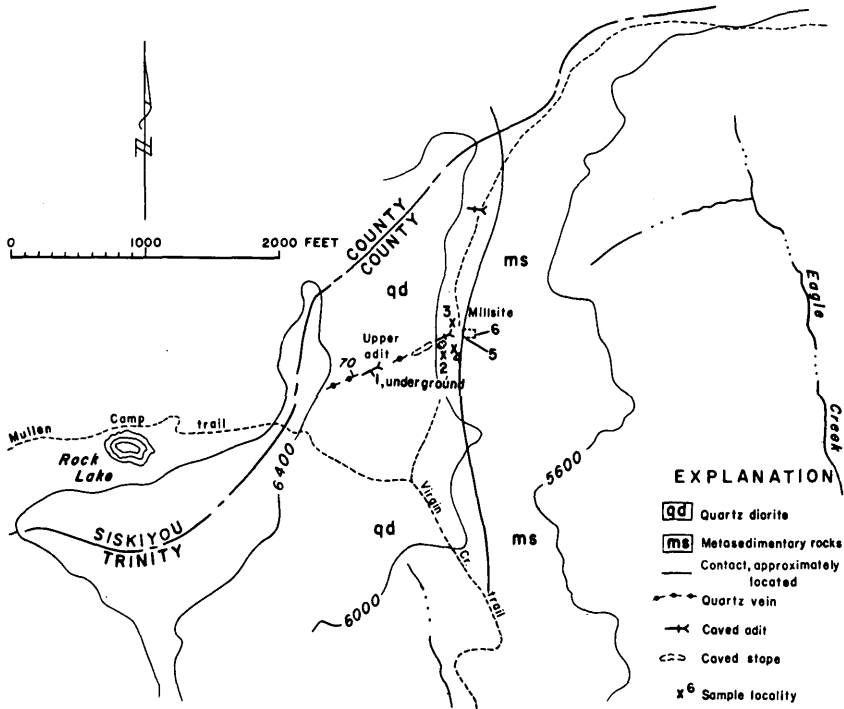 N
0 1000 2000 FEET
COUNTY
COUNTY
ms
qd
Eagle
Creek
3 Millsite
6
5
4
2
Upper
adit
70
1, underground
Mullen
Camp
trail
Rock
Lake
6400
5600
SISKIYOU
TRINITY
qd
ms
Virgin
Cr.
trail
6000
EXPLANATION
qd Quartz diorite
ms Metasedimentary rocks
Contact, approximately
located
Quartz vein
Caved adit
Caved stope
x6 Sample locality